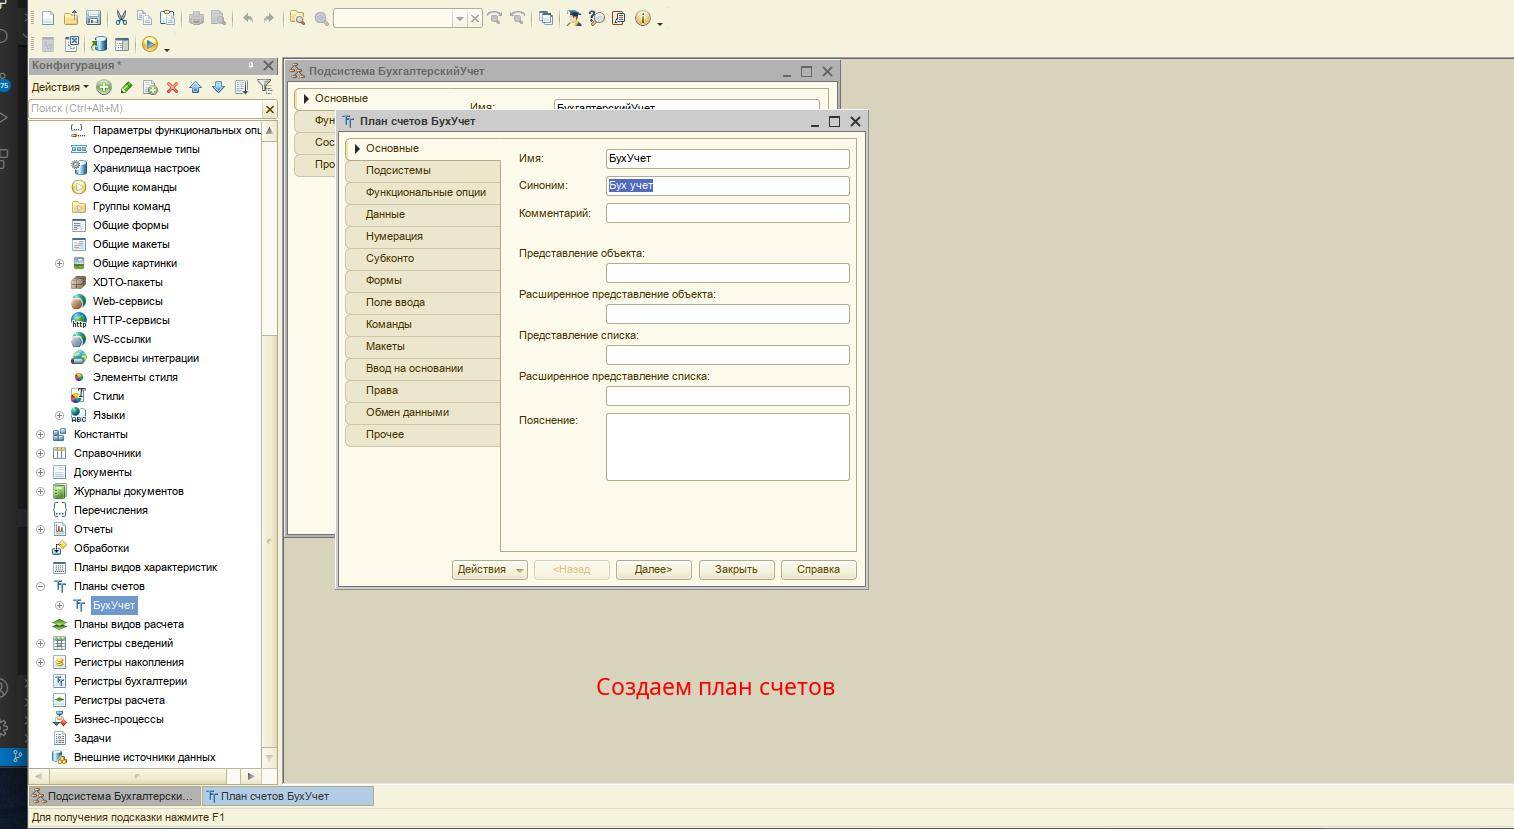 Конфигурация *
Действия
Поиск (Ctrl+Alt+M)
Параметры функциональных опц
Определяемые типы
Хранилища настроек
Общие команды
Группы команд
Общие формы
Общие макеты
Общие картинки
XDTO-пакеты
Web-сервисы
HTTP-сервисы
WS-ссылки
Сервисы интеграции
Элементы стиля
Стили
Языки
Константы
Справочники
Документы
Журналы документов
Перечисления
Отчеты
Обработки
Планы видов характеристик
Планы счетов
БухУчет
Планы видов расчета
Регистры сведений
Регистры накопления
Регистры бухгалтерии
Регистры расчета
Бизнес-процессы
Задачи
Внешние источники данных
Подсистема БухгалтерскийУчет
Основные
Имя:
БухгалтерскийУчет
Фун
Сос
Про
План счетов БухУчет
Основные
Подсистемы
Функциональные опции
Данные
Нумерация
Субконто
Формы
Поле ввода
Команды
Макеты
Ввод на основании
Права
Обмен данными
Прочее
Имя:
БухУчет
Синоним:
Бух учет
Комментарий:
Представление объекта:
Расширенное представление объекта:
Представление списка:
Расширенное представление списка:
Пояснение:
Действия
<Назад
Далее>
Закрыть
Справка
Создаем план счетов
Подсистема Бухгалтерски...
План счетов БухУчет
Для получения подсказки нажмите F1
75